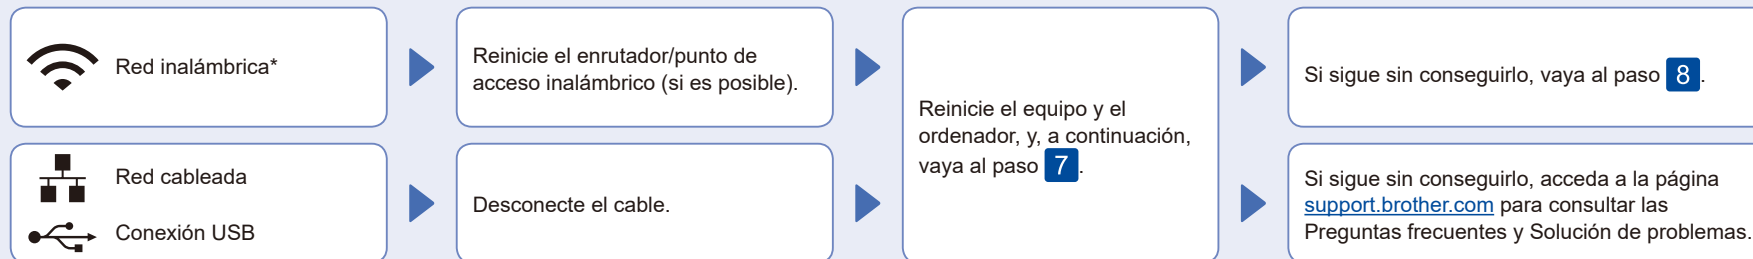 Red inalámbrica*
Reinicie el enrutador/punto de
acceso inalámbrico (si es posible).
Red cableada
Conexión USB
Desconecte el cable.
Reinicie el equipo y el
ordenador, y, a continuación,
vaya al paso 7.
Si sigue sin conseguirlo, vaya al paso 8.
Si sigue sin conseguirlo, acceda a la página
support.brother.com para consultar las
Preguntas frecuentes y Solución de problemas.